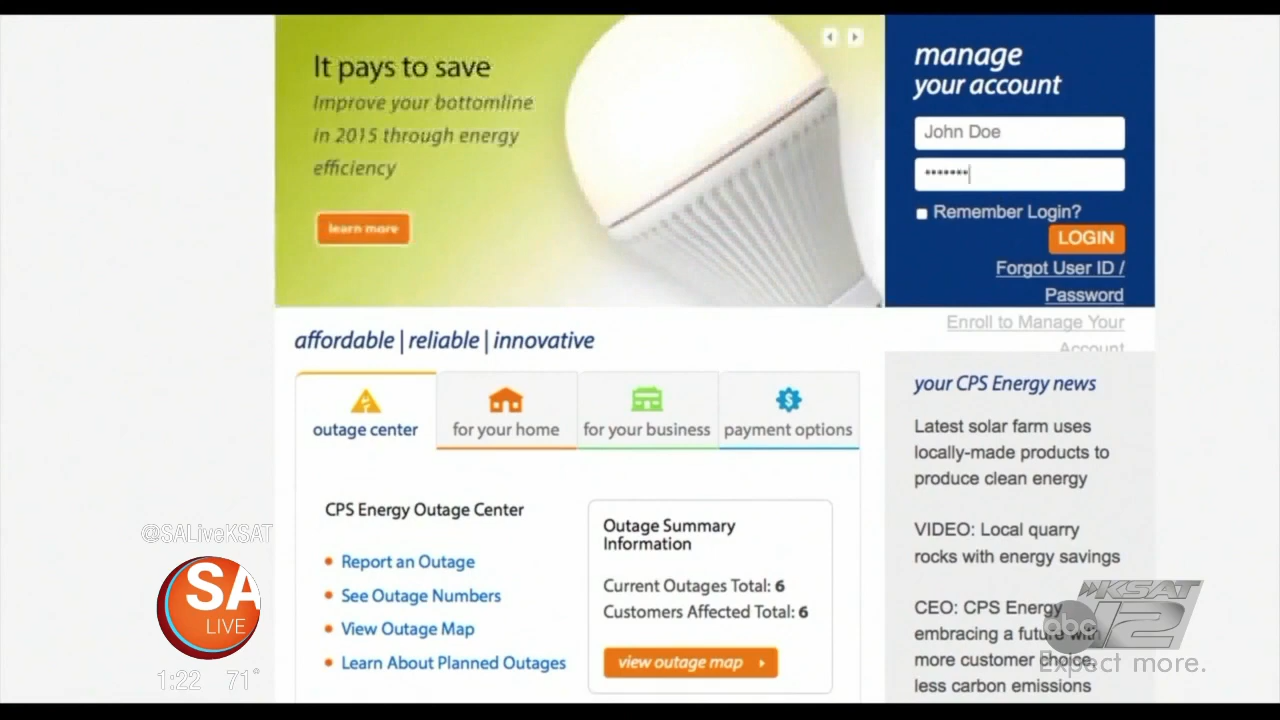 It pays to save
Improve your bottomline
in 2015 through energy
efficiency
learn more
manage
your account
John Doe
*******
Remember Login?
LOGIN
Forgot User ID /
Password
Enroll to Manage Your
Account
affordable | reliable | innovative
outage center
for your home
for your business
payment options
CPS Energy Outage Center
Report an Outage
See Outage Numbers
View Outage Map
Learn About Planned Outages
Outage Summary
Information
Current Outages Total: 6
Customers Affected Total: 6
view outage map
your CPS Energy news
Latest solar farm uses
locally-made products to
produce clean energy
VIDEO: Local quarry
rocks with energy savings
CEO: CPS Energy
embracing a future with
more customer choice,
less carbon emissions
@SALiveKSAT
SA
LIVE
1:22 71°
KSAT
abc 12
Expect more.